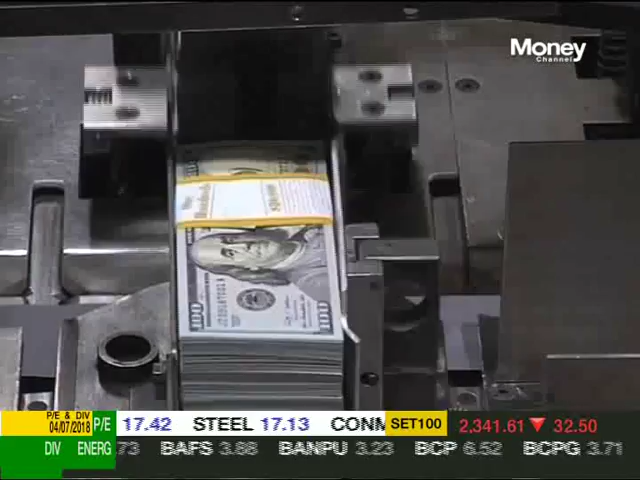 Money
Channel
100
100
P/E & DIV
04/07/2018
P/E
17.42 STEEL 17.13 CONM
SET100
2,341.61 ▼ 32.50
DIV ENERG
.73 BAFS 3.88 BANPU 3.23 BCP 6.52 BCPG 3.71